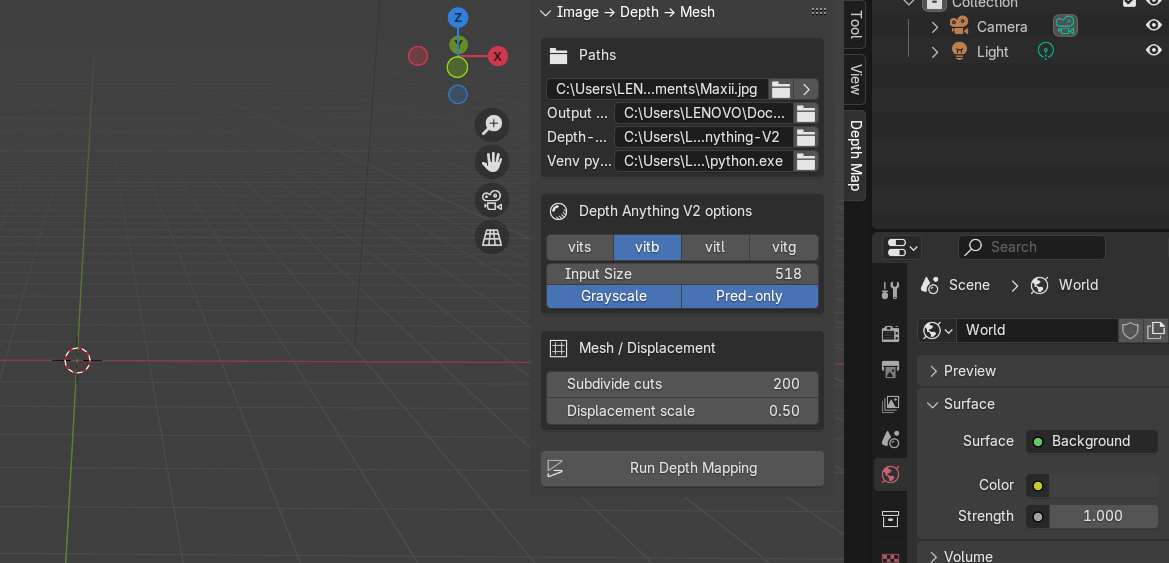 Z
Y
X
Image → Depth → Mesh
Paths
C:\Users\LEN...ments\Maxii.jpg
Output ... C:\Users\LENOVO\Doc...
Depth-... C:\Users\L...nything-V2
Venv py... C:\Users\L...\python.exe
Depth Anything V2 options
vits vitb vitl vitg
Input Size 518
Grayscale Pred-only
Mesh / Displacement
Subdivide cuts 200
Displacement scale 0.50
Run Depth Mapping
Tool
View
Depth Map
Collection
Camera
Light
Search
Scene > World
World
Preview
Surface
Surface Background
Color
Strength 1.000
Volume